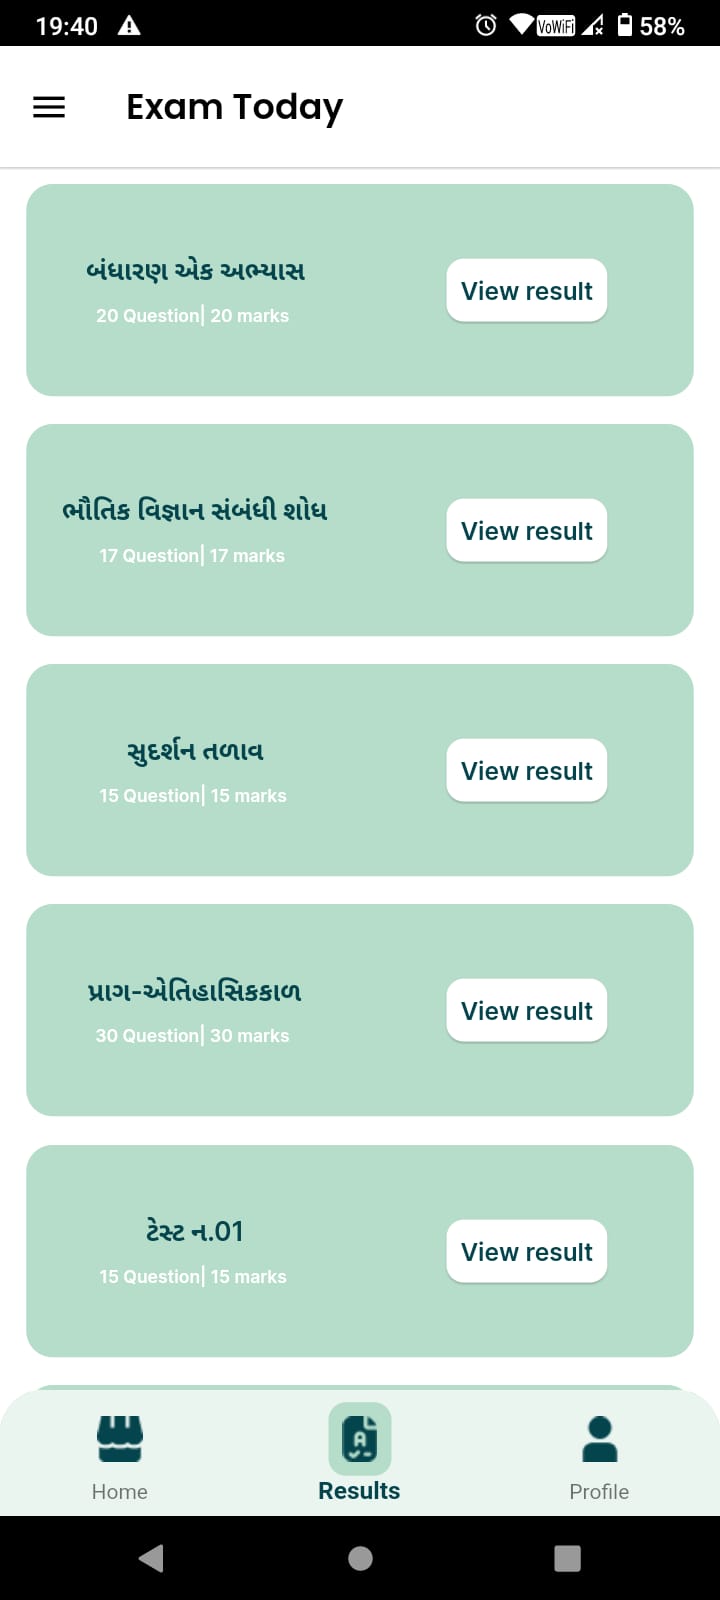 19:40 VoWiFi 58%
Exam Today
બંધારણ એક અભ્યાસ
20 Question| 20 marks
View result
ભૌતિક વિજ્ઞાન સંબંધી શોધ
17 Question| 17 marks
View result
સુદર્શન તળાવ
15 Question| 15 marks
View result
પ્રાગ-એતિહાસિકકાળ
30 Question| 30 marks
View result
ટેસ્ટ ન.01
15 Question| 15 marks
View result
Home Results Profile